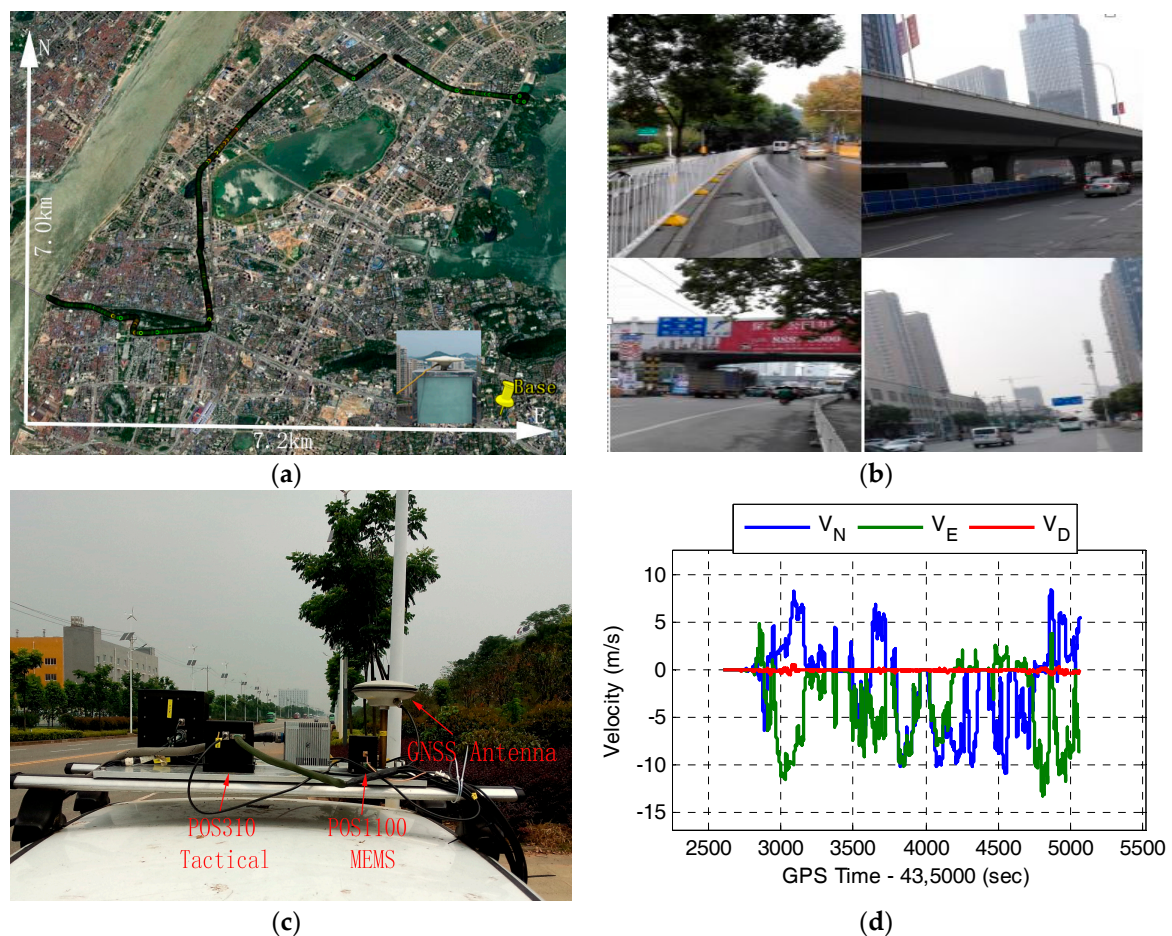 N
7.0km
Base
E
7.2km
(a)
(b)
GNSS Antenna
POS310
Tactical
POS1100
MEMS
(c)
V_N V_E V_D
10
5
0
-5
-10
-15
Velocity (m/s)
2500 3000 3500 4000 4500 5000 5500
GPS Time - 43,5000 (sec)
(d)